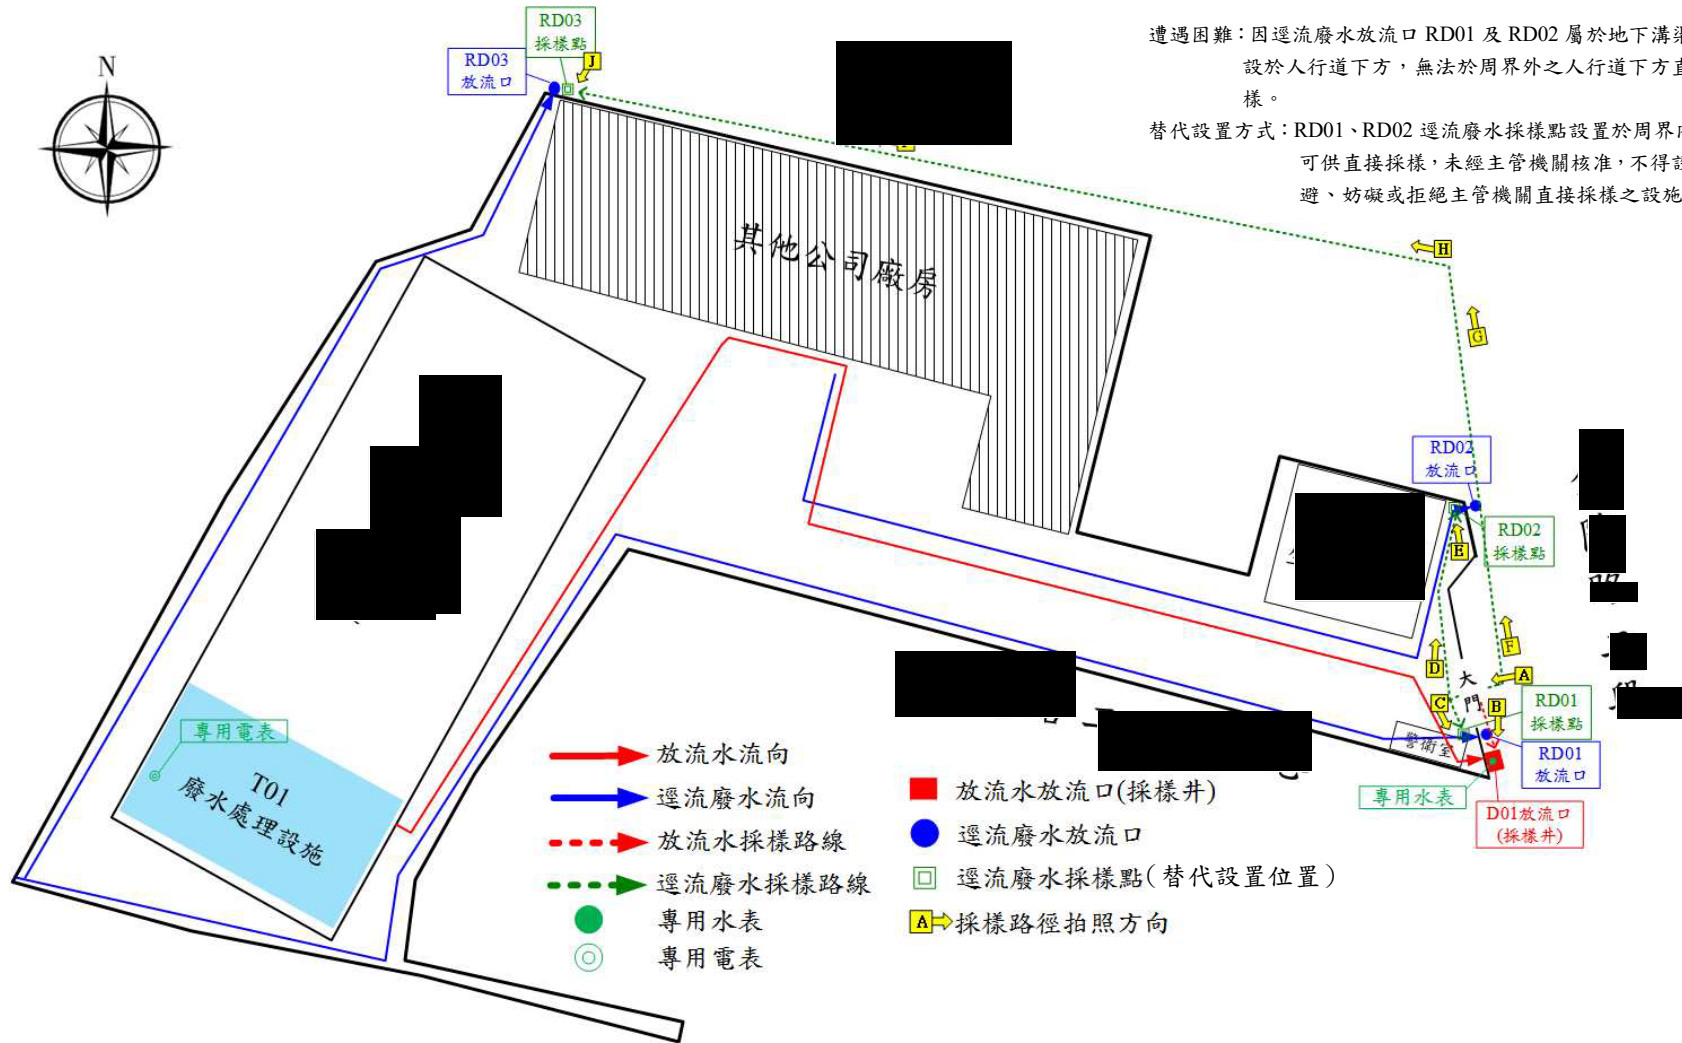 遭遇困難：因逕流廢水放流口 RD01 及 RD02 屬於地下溝渠
設於人行道下方，無法於周界外之人行道下方直
樣。
替代設置方式：RD01、RD02 逕流廢水採樣點設置於周界內
可供直接採樣，未經主管機關核准，不得設
避、妨礙或拒絕主管機關直接採樣之設施
N
RD03
採樣點
RD03
放流口
J
H
G
其他公司廠房
RD02
放流口
RD02
採樣點
E
F
D
A
大
門
C
B
RD01
採樣點
警衛室
RD01
放流口
專用水表
D01放流口
(採樣井)
專用電表
T01
廢水處理設施
放流水流向
逕流廢水流向
放流水採樣路線
逕流廢水採樣路線
專用水表
專用電表
放流水放流口(採樣井)
逕流廢水放流口
逕流廢水採樣點(替代設置位置)
A
採樣路徑拍照方向